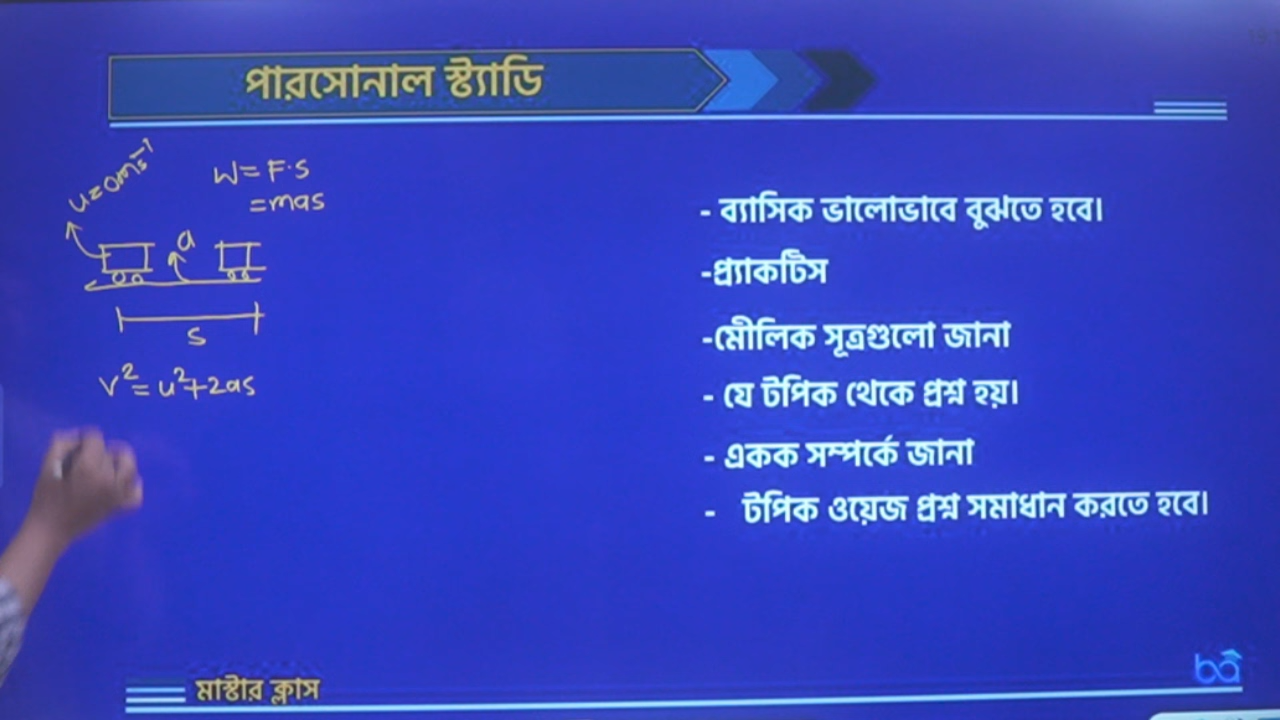 পারসোনাল স্ট্যাডি
u=0ms⁻¹
W=F·s
=mas
a
s
v²=u²+2as
- ব্যাসিক ভালোভাবে বুঝতে হবে।
-প্র্যাকটিস
-মৌলিক সূত্রগুলো জানা
- যে টপিক থেকে প্রশ্ন হয়।
- একক সম্পর্কে জানা
- টপিক ওয়েজ প্রশ্ন সমাধান করতে হবে।
মাস্টার ক্লাস
ba